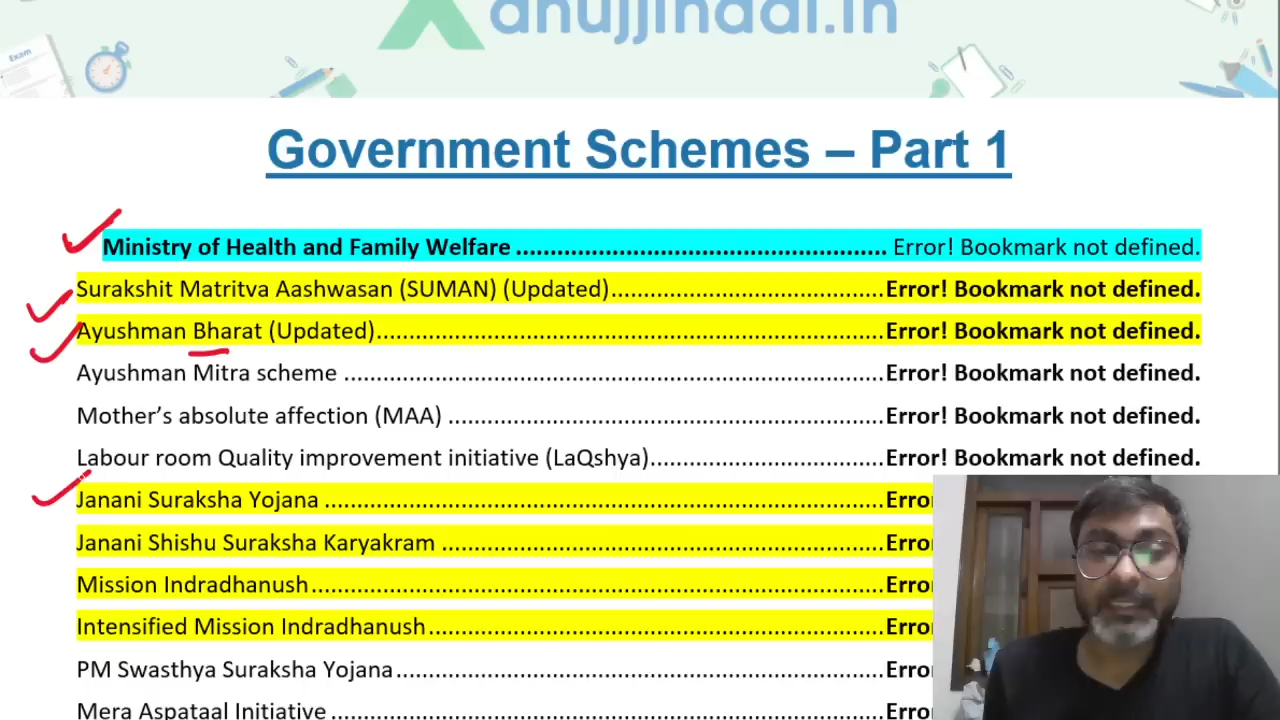 Exam
anujjindal.in
Government Schemes – Part 1
Ministry of Health and Family Welfare ...................................................... Error! Bookmark not defined.
Surakshit Matritva Aashwasan (SUMAN) (Updated)........................................Error! Bookmark not defined.
Ayushman Bharat (Updated)...........................................................................Error! Bookmark not defined.
Ayushman Mitra scheme ................................................................................Error! Bookmark not defined.
Mother’s absolute affection (MAA) ................................................................Error! Bookmark not defined.
Labour room Quality improvement initiative (LaQshya)..................................Error! Bookmark not defined.
Janani Suraksha Yojana ...................................................................................Erro
Janani Shishu Suraksha Karyakram .................................................................Erro
Mission Indradhanush.....................................................................................Erro
Intensified Mission Indradhanush...................................................................Erro
PM Swasthya Suraksha Yojana........................................................................Erro
Mera Aspataal Initiative ..................................................................................Erro